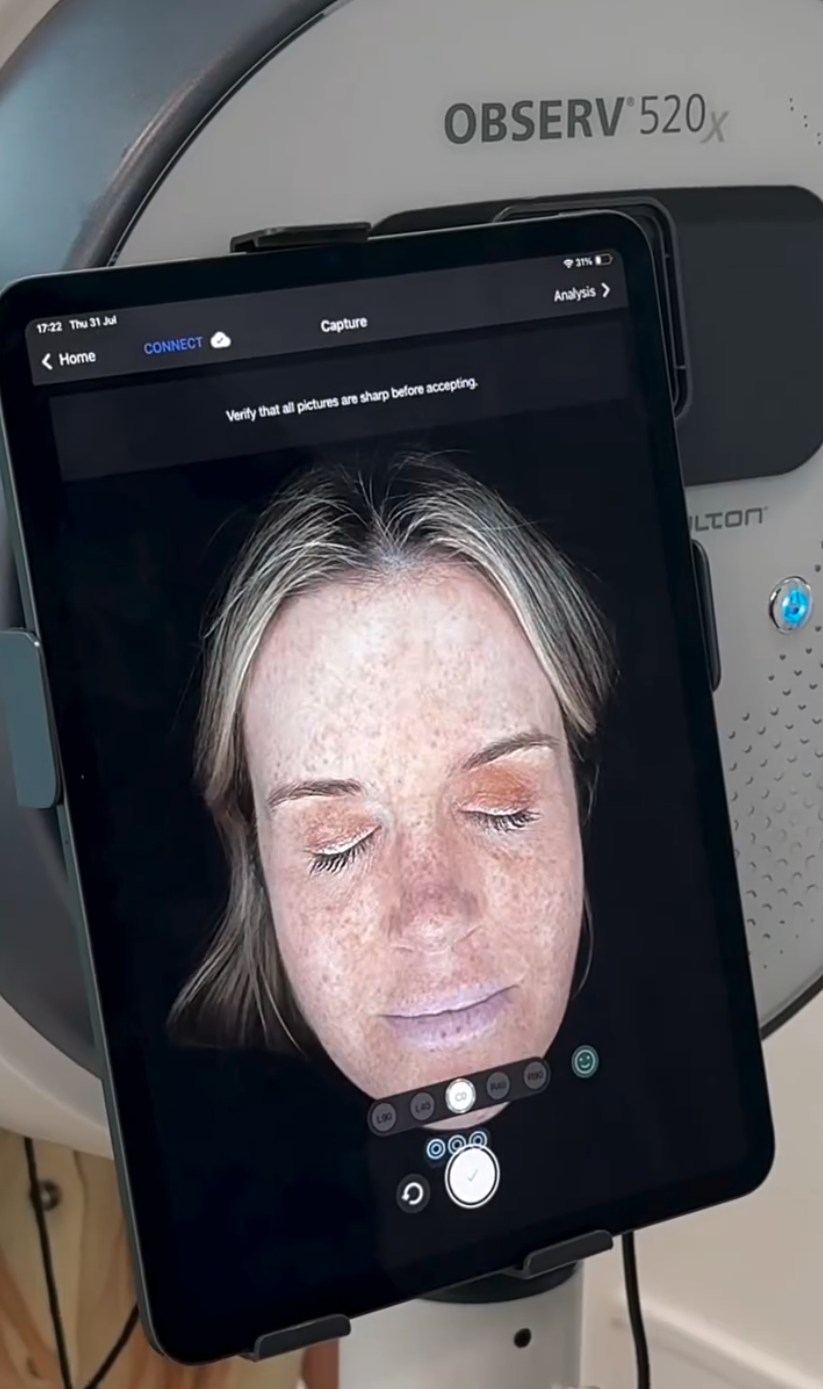 OBSERV® 520x
17:22 Thu 31 Jul
31%
Home
CONNECT
Capture
Analysis
Verify that all pictures are sharp before accepting.
L90
L45
C0
R45
R90